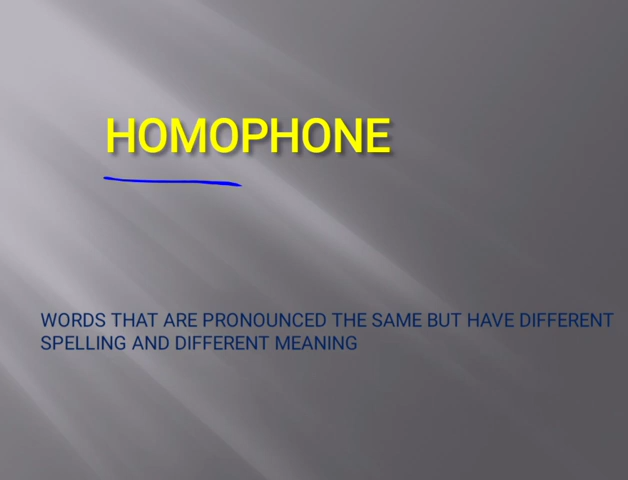 HOMOPHONE
WORDS THAT ARE PRONOUNCED THE SAME BUT HAVE DIFFERENT
SPELLING AND DIFFERENT MEANING